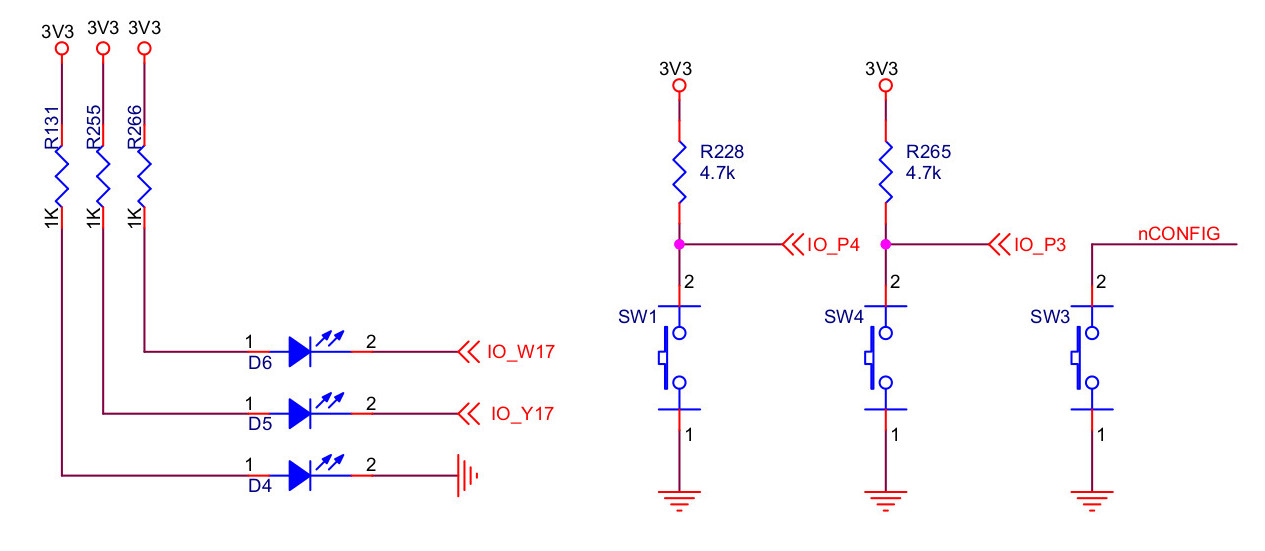 3V3
3V3
3V3
R131
R255
R266
1K
1K
1K
1
D6
2
IO_W17
1
D5
2
IO_Y17
1
D4
2
3V3
R228
4.7k
IO_P4
2
SW1
1
3V3
R265
4.7k
IO_P3
2
SW4
1
nCONFIG
2
SW3
1